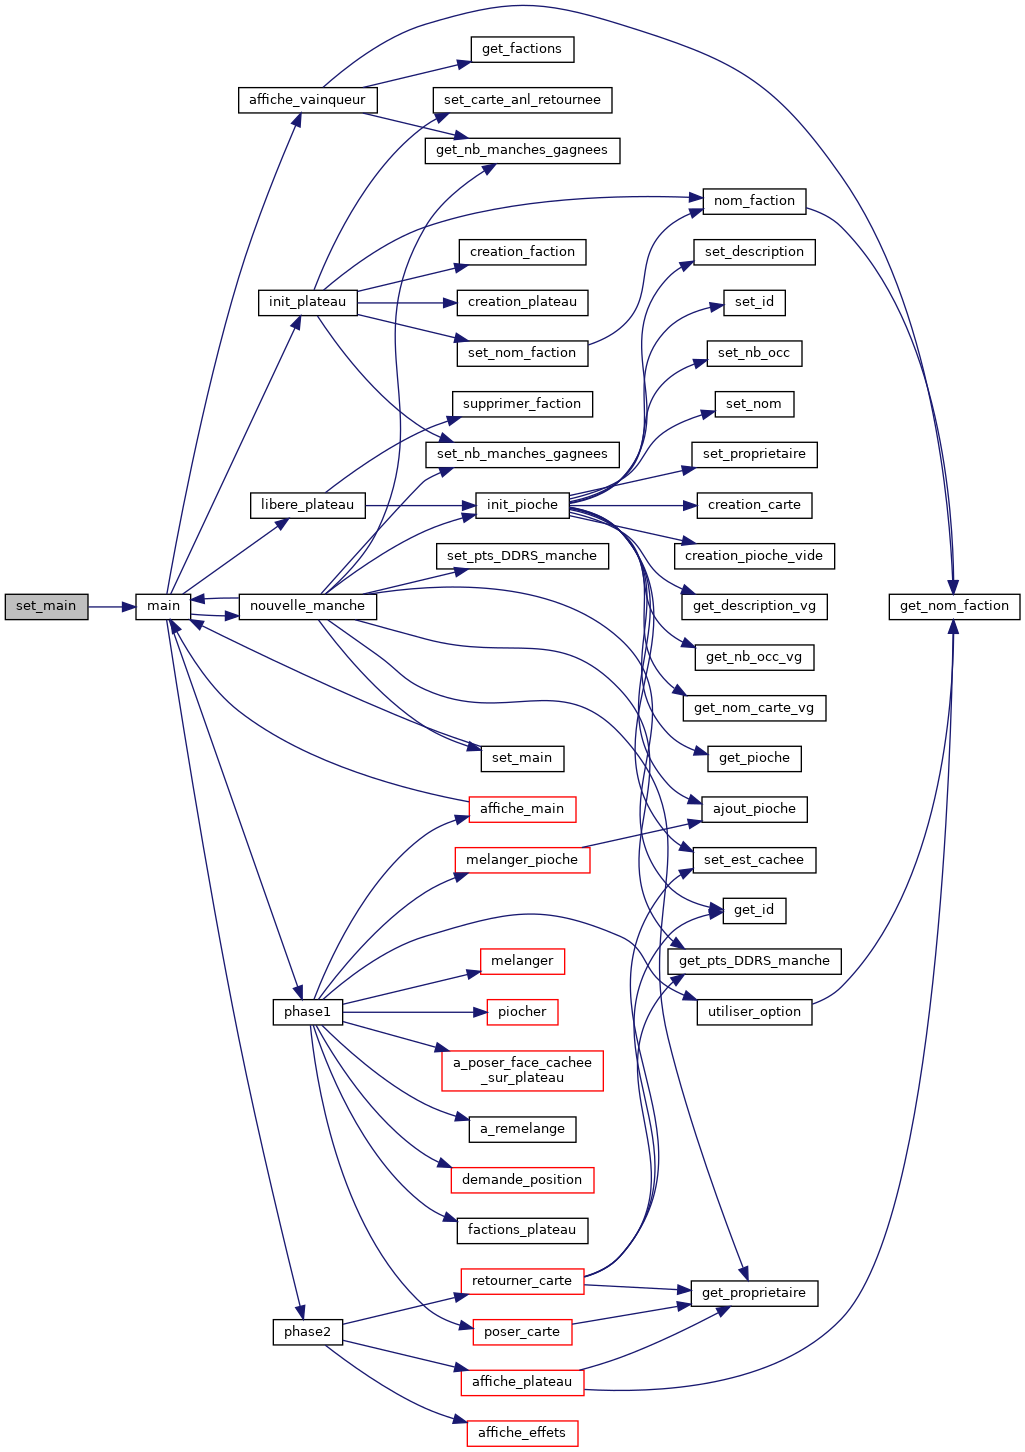 get_factions
affiche_vainqueur
set_carte_anl_retournee
get_nb_manches_gagnees
nom_faction
creation_faction
set_description
init_plateau
creation_plateau
set_id
set_nom_faction
set_nb_occ
supprimer_faction
set_nom
set_nb_manches_gagnees
set_proprietaire
libere_plateau
init_pioche
creation_carte
set_pts_DDRS_manche
creation_pioche_vide
set_main
main
nouvelle_manche
get_description_vg
get_nom_faction
get_nb_occ_vg
get_nom_carte_vg
set_main
get_pioche
affiche_main
ajout_pioche
melanger_pioche
set_est_cachee
get_id
melanger
get_pts_DDRS_manche
phase1
piocher
utiliser_option
a_poser_face_cachee
_sur_plateau
a_remelange
demande_position
factions_plateau
retourner_carte
get_proprietaire
phase2
poser_carte
affiche_plateau
affiche_effets